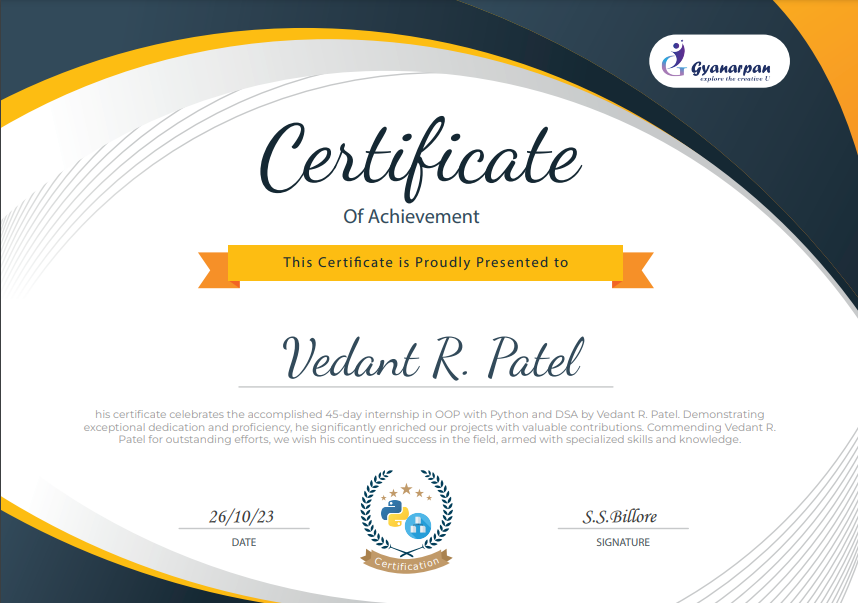 Gyanarpan
explore the creative U
Certificate
Of Achievement
This Certificate is Proudly Presented to
Vedant R. Patel
his certificate celebrates the accomplished 45-day internship in OOP with Python and DSA by Vedant R. Patel. Demonstrating
exceptional dedication and proficiency, he significantly enriched our projects with valuable contributions. Commending Vedant R.
Patel for outstanding efforts, we wish his continued success in the field, armed with specialized skills and knowledge.
26/10/23
DATE
Certification
S.S.Billore
SIGNATURE